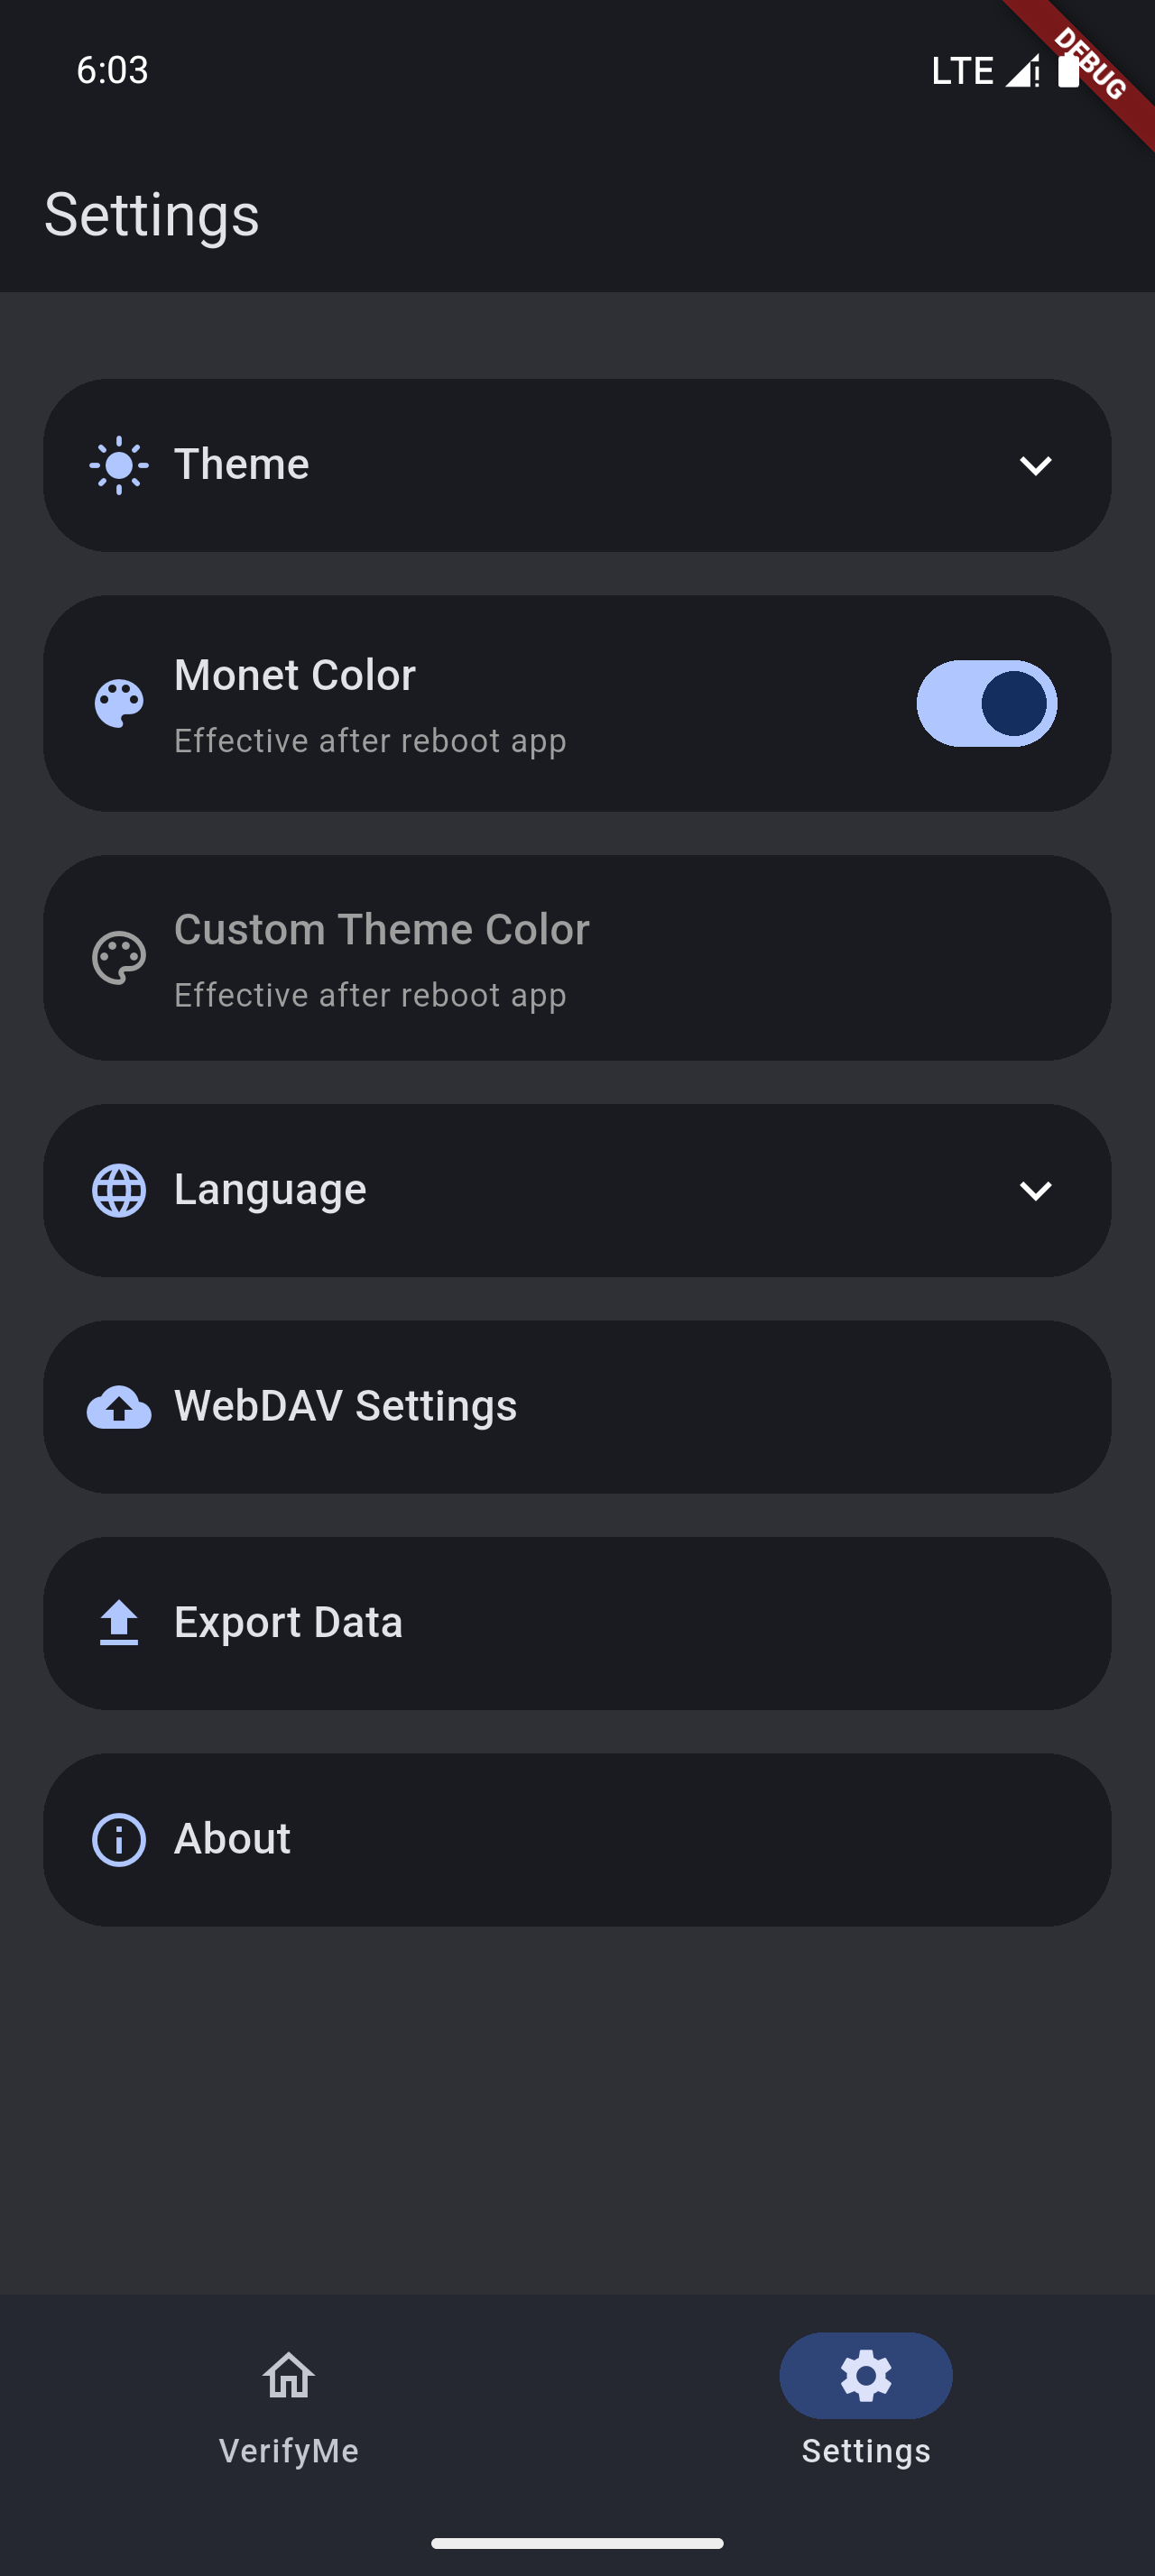 6:03
LTE
DEBUG
Settings
Theme
Monet Color
Effective after reboot app
Custom Theme Color
Effective after reboot app
Language
WebDAV Settings
Export Data
About
VerifyMe
Settings